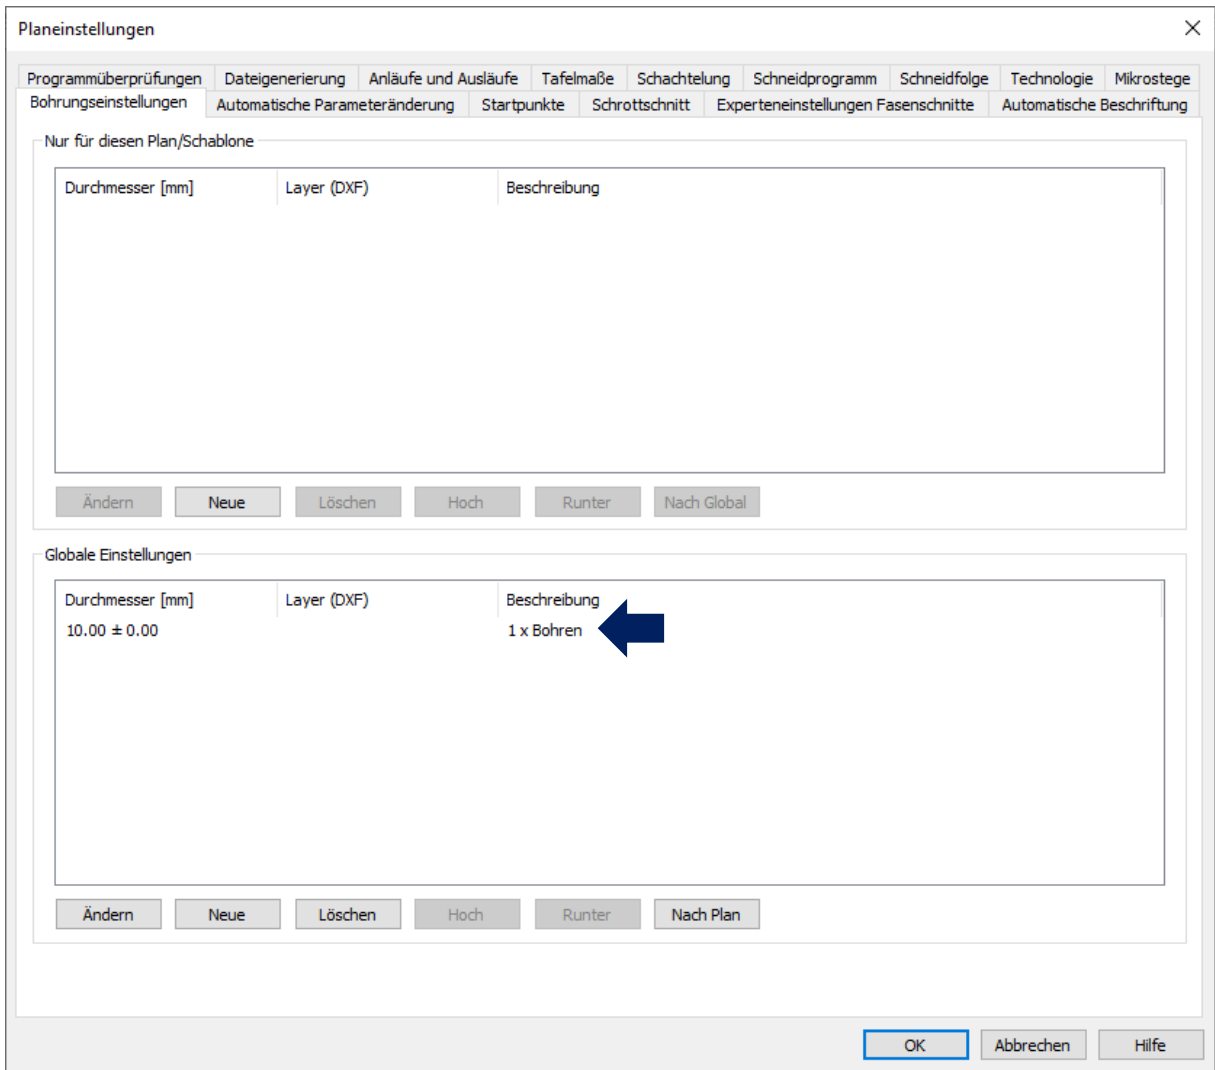 Planeinstellungen
Programmüberprüfungen Dateigenerierung Anläufe und Ausläufe Tafelmaße Schachtelung Schneidprogramm Schneidfolge Technologie Mikrostege
Bohrungseinstellungen Automatische Parameteränderung Startpunkte Schrottschnitt Experteneinstellungen Fasenschnitte Automatische Beschriftung
Nur für diesen Plan/Schablone
Durchmesser [mm] Layer (DXF) Beschreibung
Ändern Neue Löschen Hoch Runter Nach Global
Globale Einstellungen
Durchmesser [mm] Layer (DXF) Beschreibung
10.00 ± 0.00 1 x Bohren
Ändern Neue Löschen Hoch Runter Nach Plan
OK Abbrechen Hilfe